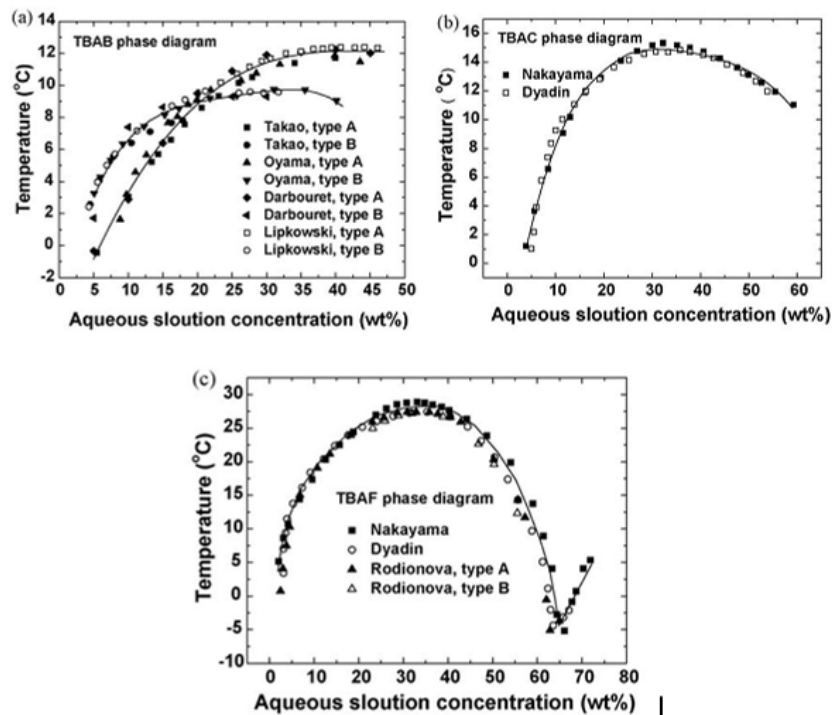 (a)
TBAB phase diagram
Temperature (°C)
14
12
10
8
6
4
2
0
-2
Takao, type A
Takao, type B
Oyama, type A
Oyama, type B
Darbouret, type A
Darbouret, type B
Lipkowski, type A
Lipkowski, type B
0 5 10 15 20 25 30 35 40 45 50
Aqueous sloution concentration (wt%)
(b)
TBAC phase diagram
Nakayama
Dyadin
Temperature ( °C)
16
14
12
10
8
6
4
2
0
0 10 20 30 40 50 60
Aqueous sloution concentration (wt%)
(c)
Temperature (°C)
30
25
20
15
10
5
0
-5
-10
TBAF phase diagram
Nakayama
Dyadin
Rodionova, type A
Rodionova, type B
0 10 20 30 40 50 60 70 80
Aqueous sloution concentration (wt%)